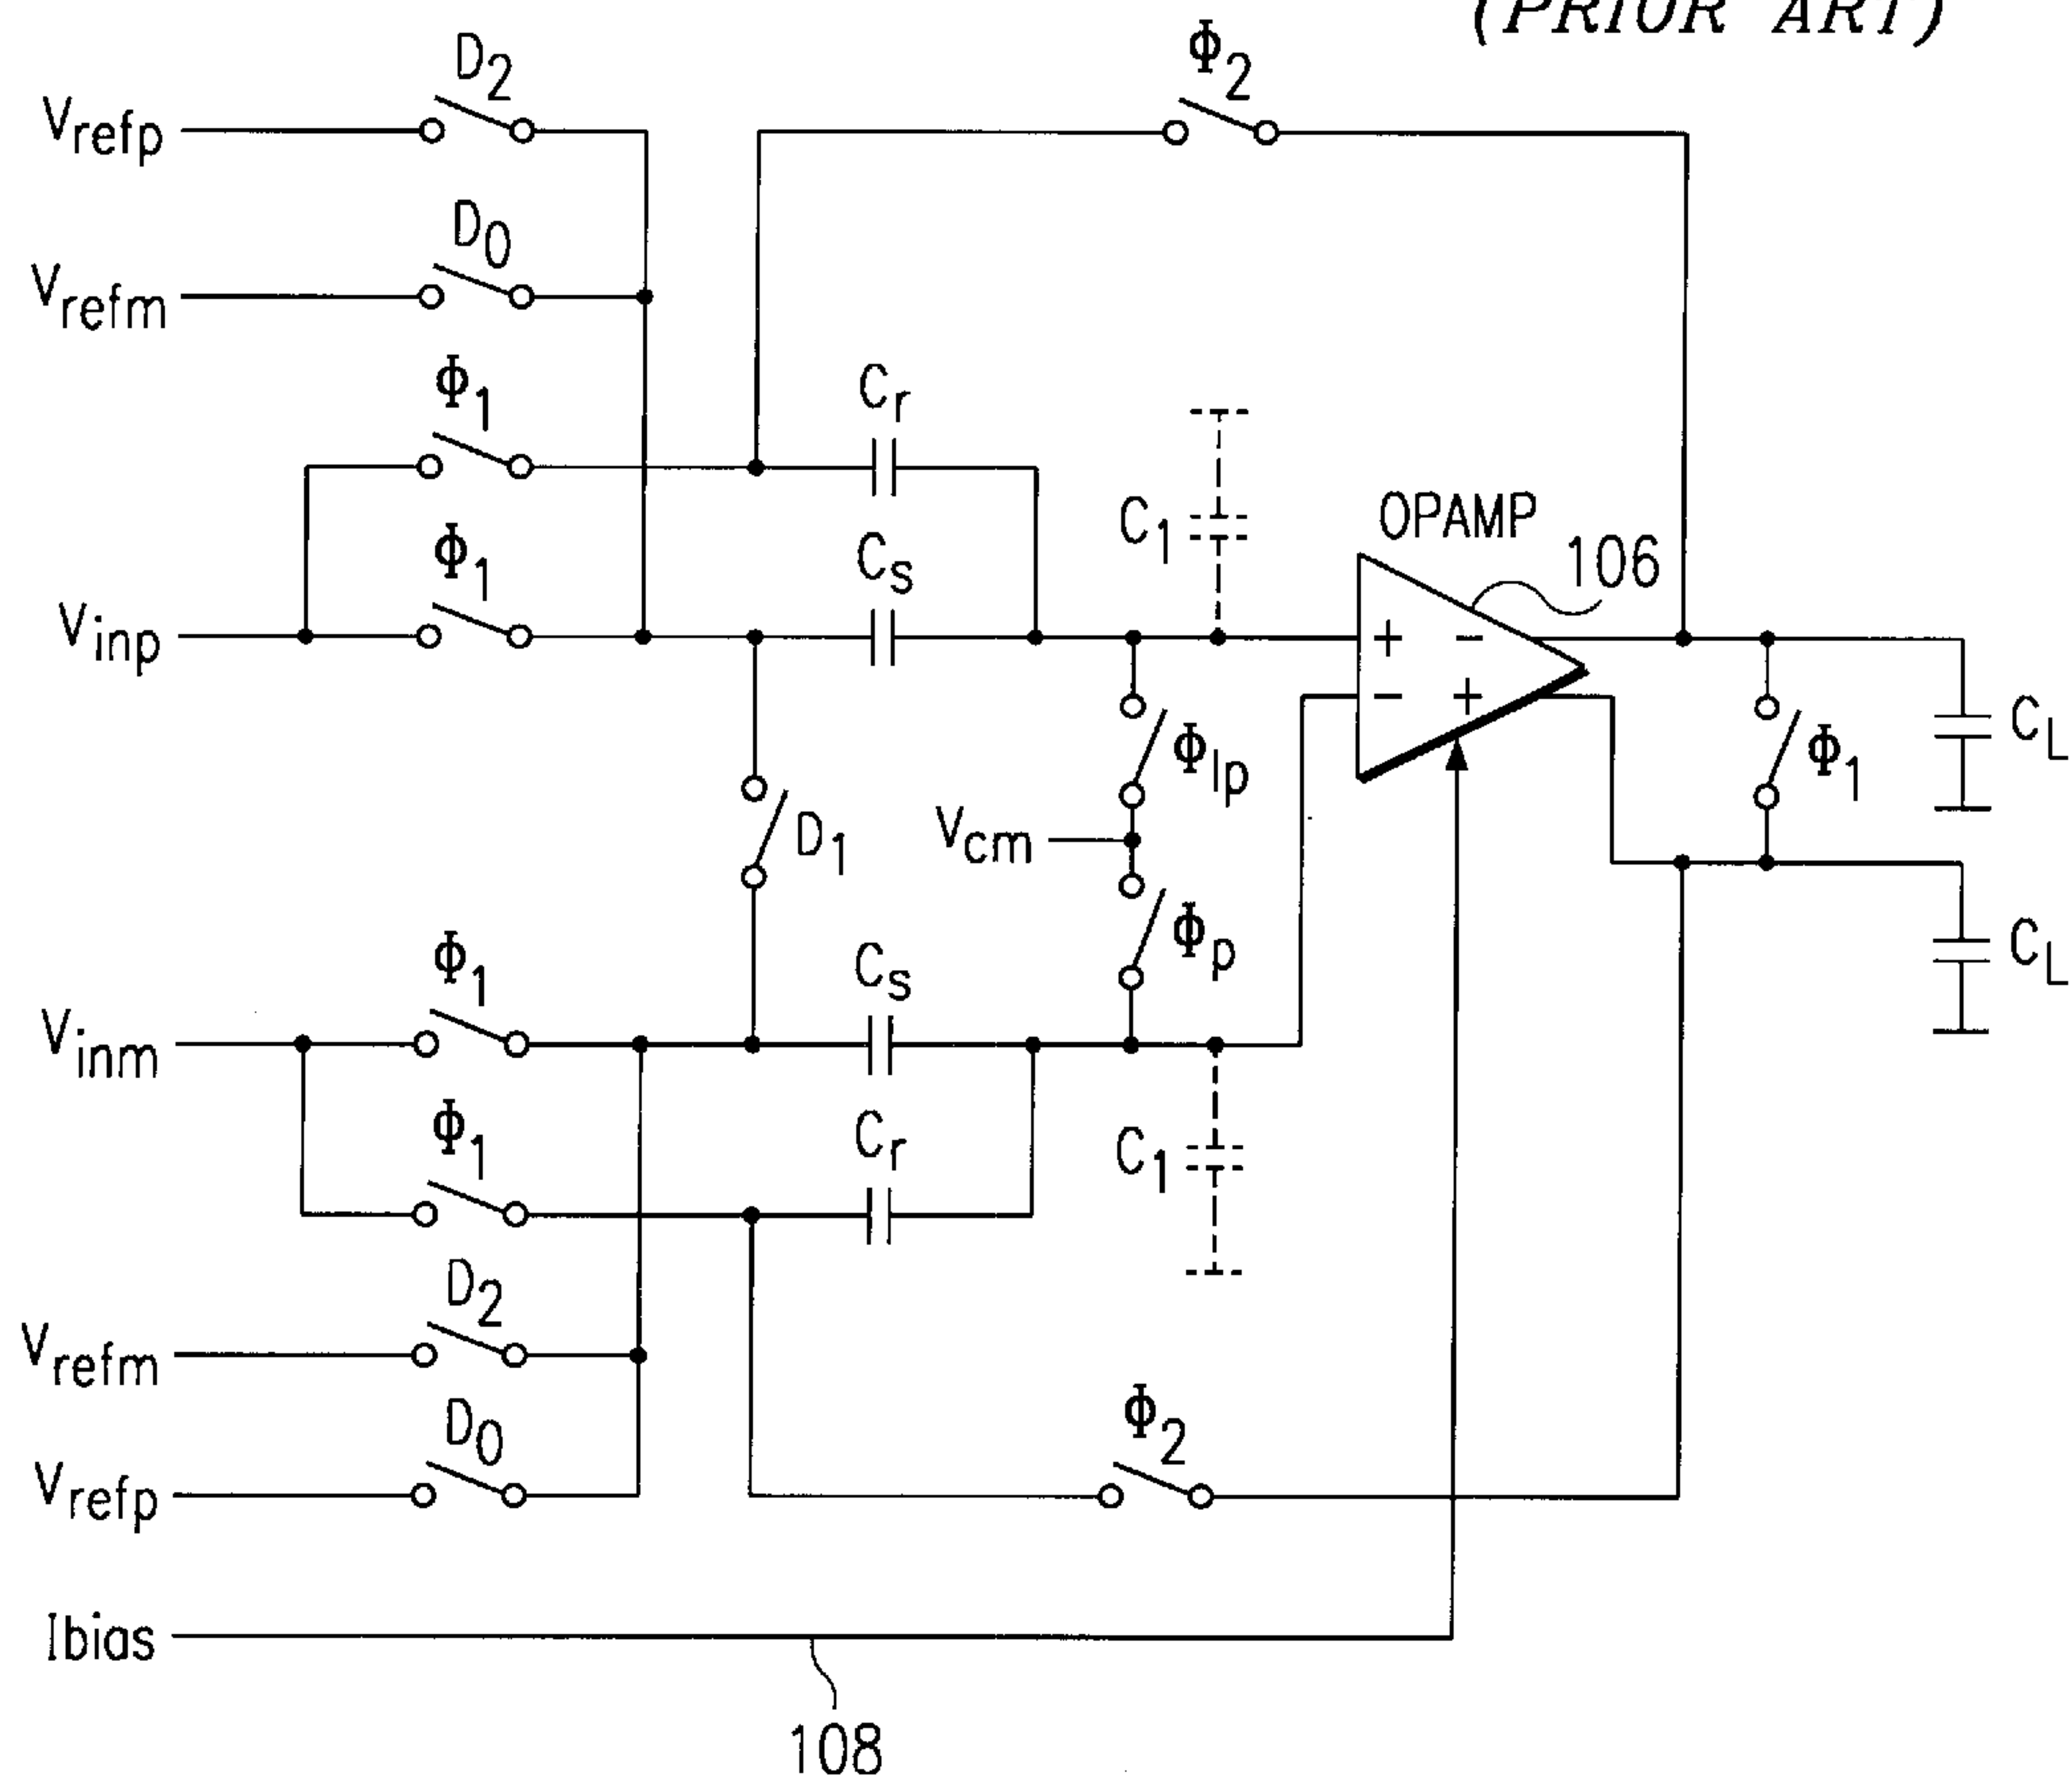 (PRIOR ART)
D2
Φ2
Vrefp
D0
Vrefm
Φ1
Cr
Φ1
Cs
C1
OPAMP
106
Vinp
+ -
- +
CL
Φ1
Φlp
Vcm
D1
Φp
CL
Φ1
Cs
Vinm
Φ1
Cr
C1
D2
Vrefm
Φ2
D0
Vrefp
Ibias
108